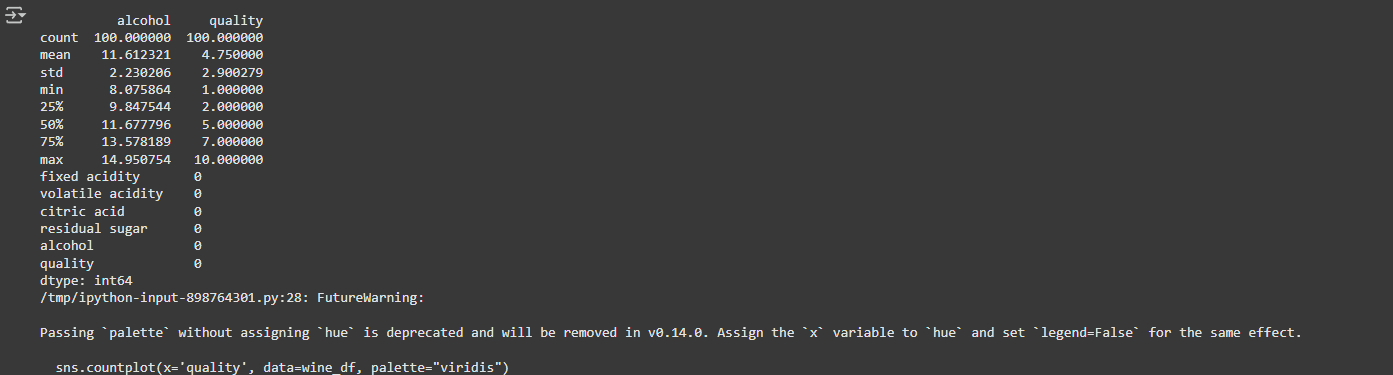 alcohol quality
count 100.000000 100.000000
mean 11.612321 4.750000
std 2.230206 2.900279
min 8.075864 1.000000
25% 9.847544 2.000000
50% 11.677796 5.000000
75% 13.578189 7.000000
max 14.950754 10.000000
fixed acidity 0
volatile acidity 0
citric acid 0
residual sugar 0
alcohol 0
quality 0
dtype: int64
/tmp/ipython-input-898764301.py:28: FutureWarning:
Passing `palette` without assigning `hue` is deprecated and will be removed in v0.14.0. Assign the `x` variable to `hue` and set `legend=False` for the same effect.
sns.countplot(x='quality', data=wine_df, palette="viridis")